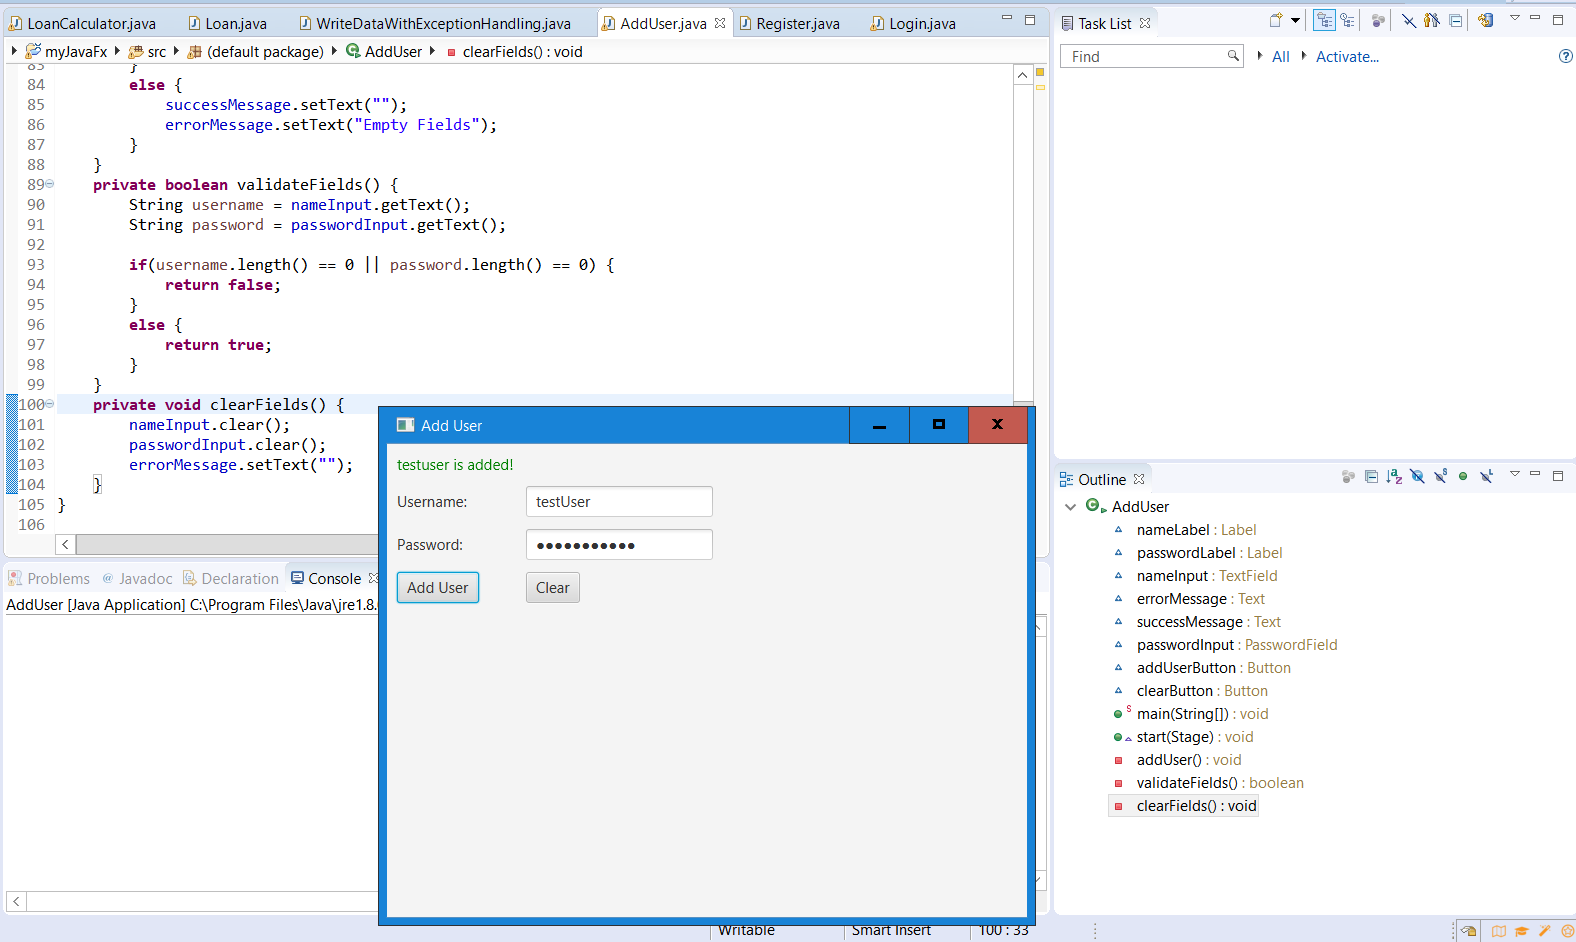 LoanCalculator.java Loan.java WriteDataWithExceptionHandling.java AddUser.java Register.java Login.java
myJavaFx src (default package) AddUser clearFields() : void
83 }
84 else {
85 successMessage.setText("");
86 errorMessage.setText("Empty Fields");
87 }
88 }
89 private boolean validateFields() {
90 String username = nameInput.getText();
91 String password = passwordInput.getText();
92
93 if(username.length() == 0 || password.length() == 0) {
94 return false;
95 }
96 else {
97 return true;
98 }
99 }
100 private void clearFields() {
101 nameInput.clear();
102 passwordInput.clear();
103 errorMessage.setText("");
104 }
105 }
106
Problems @ Javadoc Declaration Console
AddUser [Java Application] C:\Program Files\Java\jre1.8.
Add User
testuser is added!
Username: testUser
Password: ●●●●●●●●●●●
Add User Clear
Writable Smart Insert 100 : 33
Task List
Find All Activate...
Outline
AddUser
nameLabel : Label
passwordLabel : Label
nameInput : TextField
errorMessage : Text
successMessage : Text
passwordInput : PasswordField
addUserButton : Button
clearButton : Button
main(String[]) : void
start(Stage) : void
addUser() : void
validateFields() : boolean
clearFields() : void